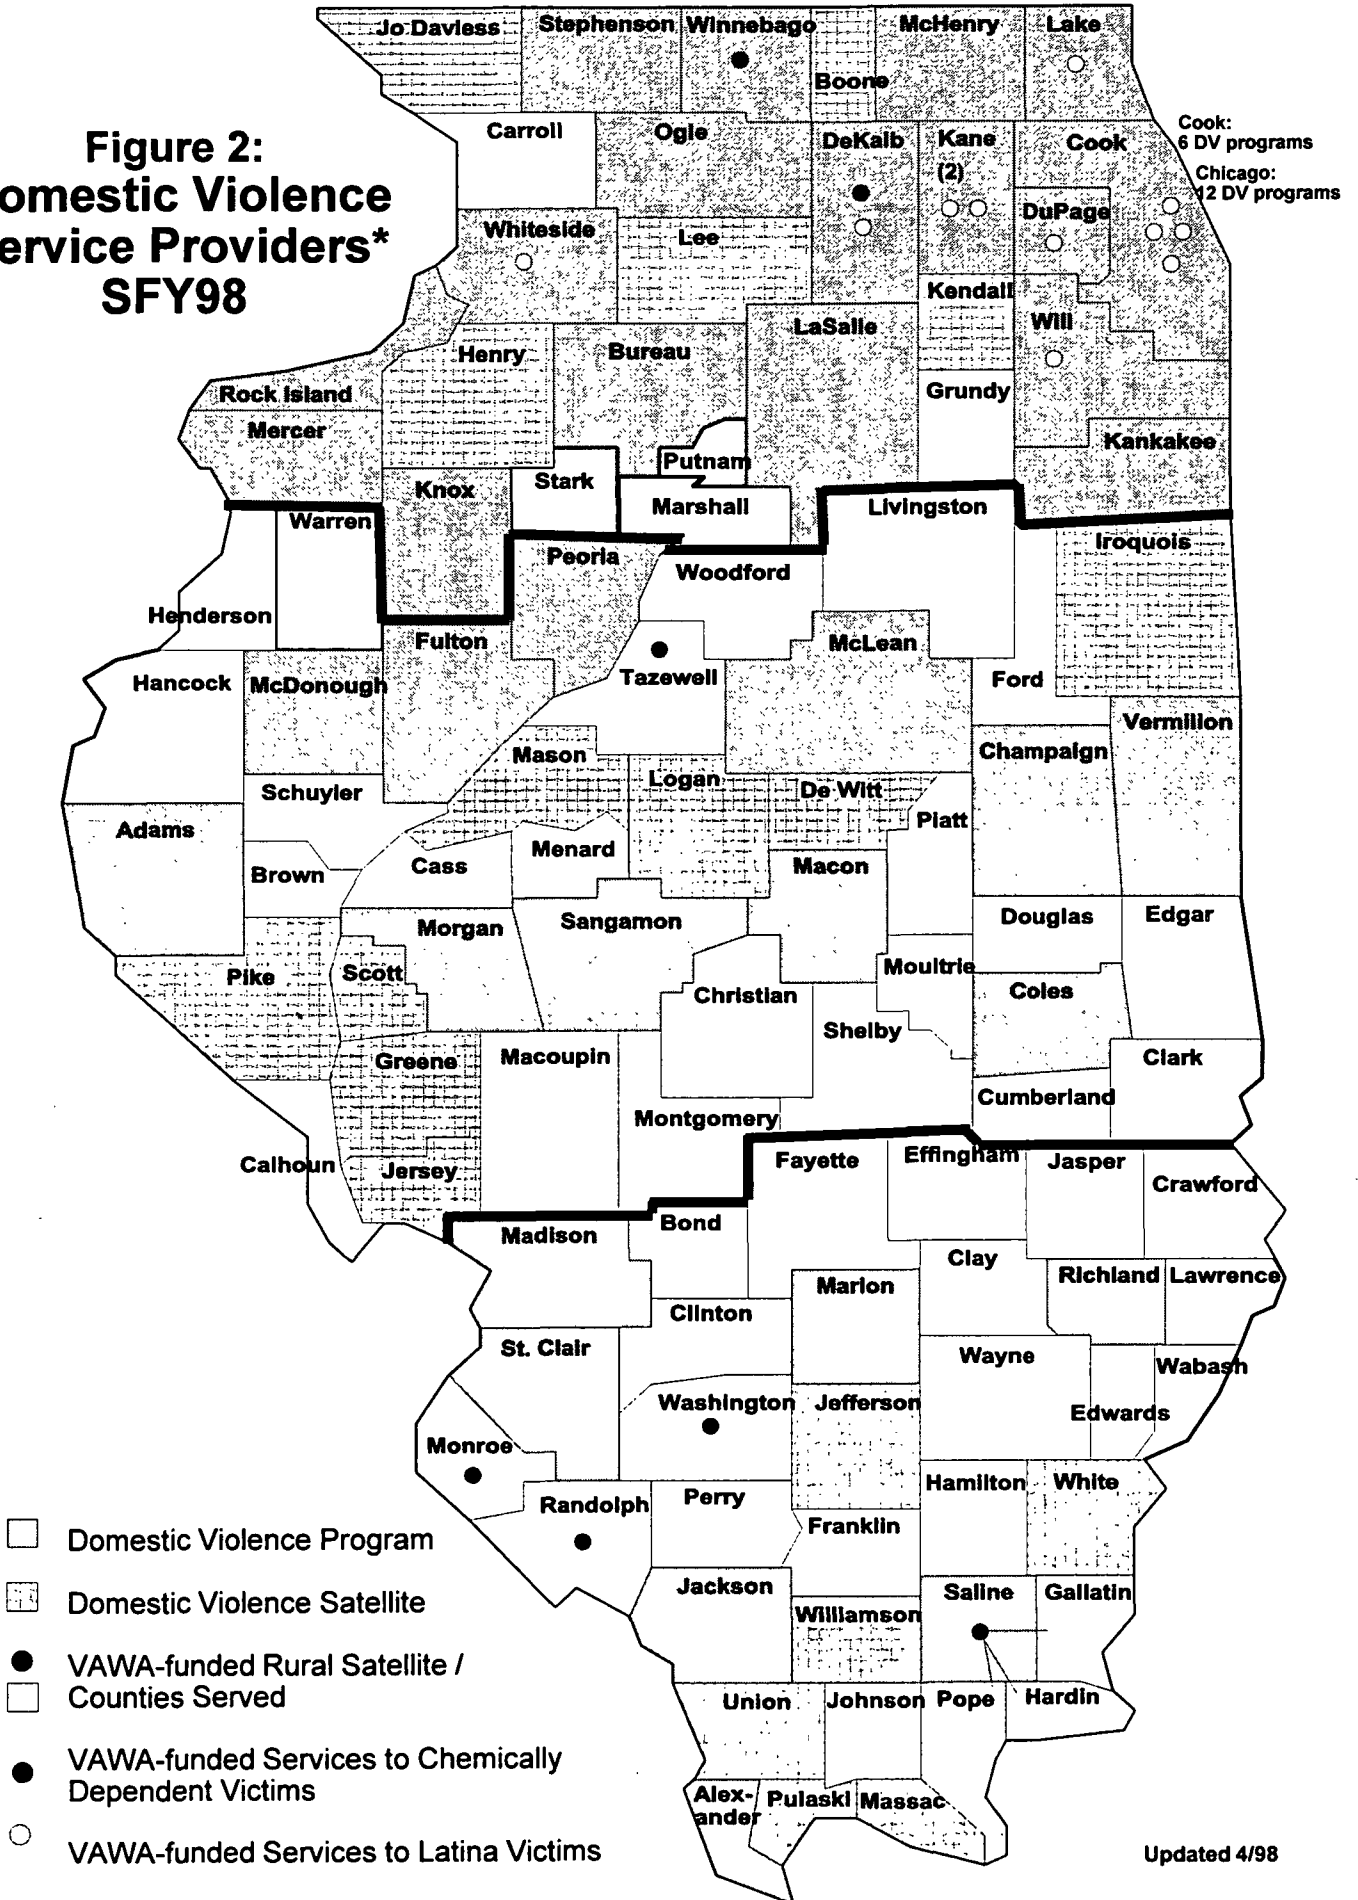 Figure 2:
omestic Violence
ervice Providers*
SFY98
Jo Daviess
Stephenson
Winnebago
Boone
McHenry
Lake
Carroll
Ogle
DeKalb
Kane
(2)
Cook
Cook:
6 DV programs
Chicago:
12 DV programs
Whiteside
Lee
DuPage
Kendall
Will
Henry
Bureau
LaSalle
Grundy
Rock Island
Mercer
Kankakee
Putnam
Stark
Knox
Marshall
Livingston
Warren
Iroquois
Peoria
Woodford
Henderson
Fulton
McLean
Hancock
McDonough
Tazewell
Ford
Vermilion
Mason
Logan
Champaign
Schuyler
De Witt
Adams
Piatt
Menard
Cass
Macon
Brown
Morgan
Sangamon
Douglas
Edgar
Pike
Scott
Moultrie
Christian
Coles
Shelby
Greene
Macoupin
Clark
Cumberland
Montgomery
Calhoun
Jersey
Fayette
Effingham
Jasper
Crawford
Madison
Bond
Clay
Marion
Richland
Lawrence
Clinton
St. Clair
Wayne
Wabash
Washington
Jefferson
Edwards
Monroe
Hamilton
White
Randolph
Perry
Franklin
Jackson
Saline
Gallatin
Williamson
Union
Johnson
Pope
Hardin
Alex-
ander
Pulaski
Massac
Domestic Violence Program
Domestic Violence Satellite
VAWA-funded Rural Satellite /
Counties Served
VAWA-funded Services to Chemically
Dependent Victims
VAWA-funded Services to Latina Victims
Updated 4/98